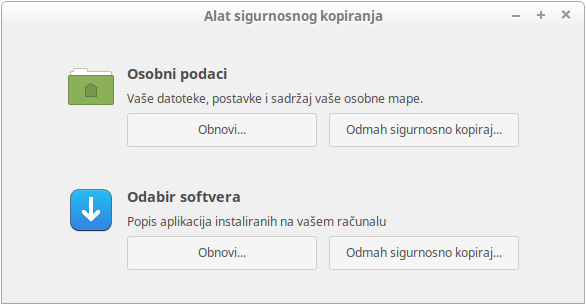 Alat sigurnosnog kopiranja
Osobni podaci
Vaše datoteke, postavke i sadržaj vaše osobne mape.
Obnovi... Odmah sigurnosno kopiraj...
Odabir softvera
Popis aplikacija instaliranih na vašem računalu
Obnovi... Odmah sigurnosno kopiraj...